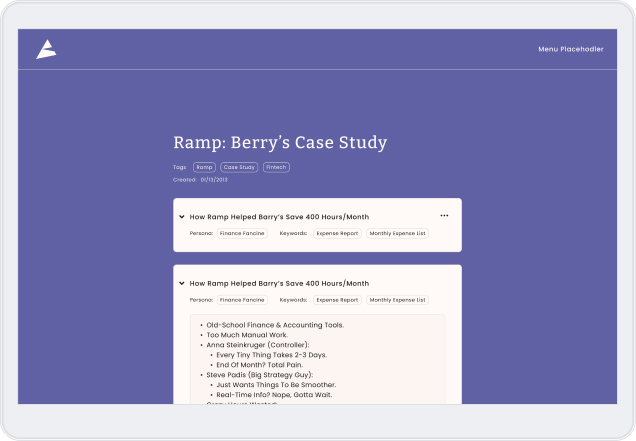 Menu Placehodler
Ramp: Berry's Case Study
Tags: Ramp Case Study Fintech
Created: 01/12/2013
How Ramp Helped Barry's Save 400 Hours/Month
Persona: Finance Fancine Keywords: Expense Report Monthly Expense List
How Ramp Helped Barry's Save 400 Hours/Month
Persona: Finance Fancine Keywords: Expense Report Monthly Expense List
• Old-School Finance & Accounting Tools.
• Too Much Manual Work.
• Anna Steinkruger (Controller):
• Every Tiny Thing Takes 2-3 Days.
• End Of Month? Total Pain.
• Steve Padis (Big Strategy Guy):
• Just Wants Things To Be Smoother.
• Real-Time Info? Nope, Gotta Wait.